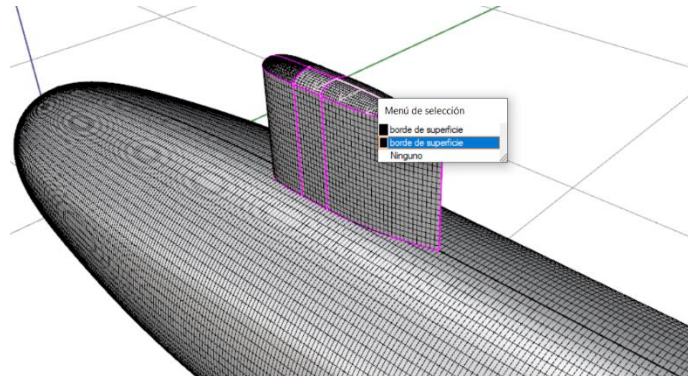 Menú de selección
borde de superficie
borde de superficie
Ninguno